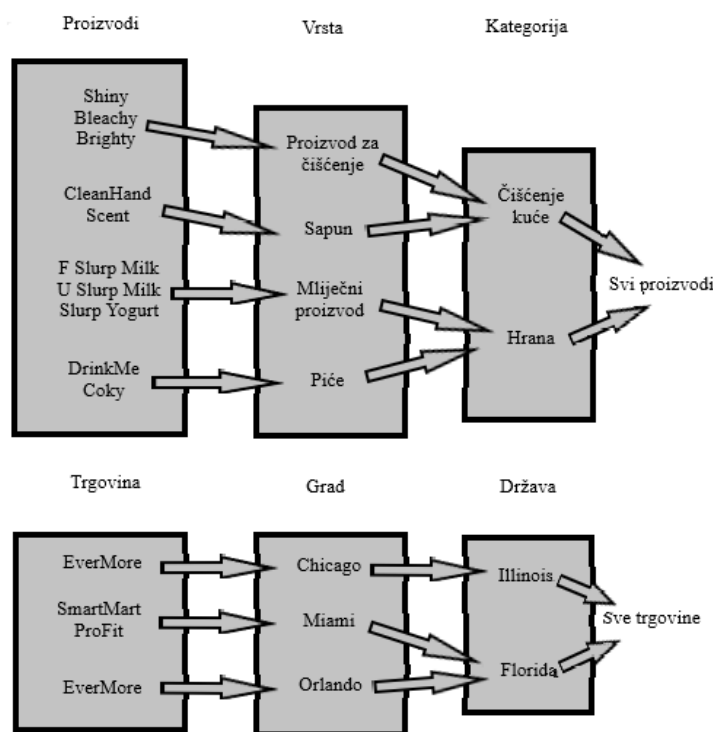 Proizvodi
Vrsta
Kategorija
Shiny
Bleachy
Brighty
CleanHand
Scent
F Slurp Milk
U Slurp Milk
Slurp Yogurt
DrinkMe
Coky
Proizvod za
čišćenje
Sapun
Mliječni
proizvod
Piće
Čišćenje
kuće
Hrana
Svi proizvodi
Trgovina
Grad
Država
EverMore
SmartMart
ProFit
EverMore
Chicago
Miami
Orlando
Illinois
Florida
Sve trgovine